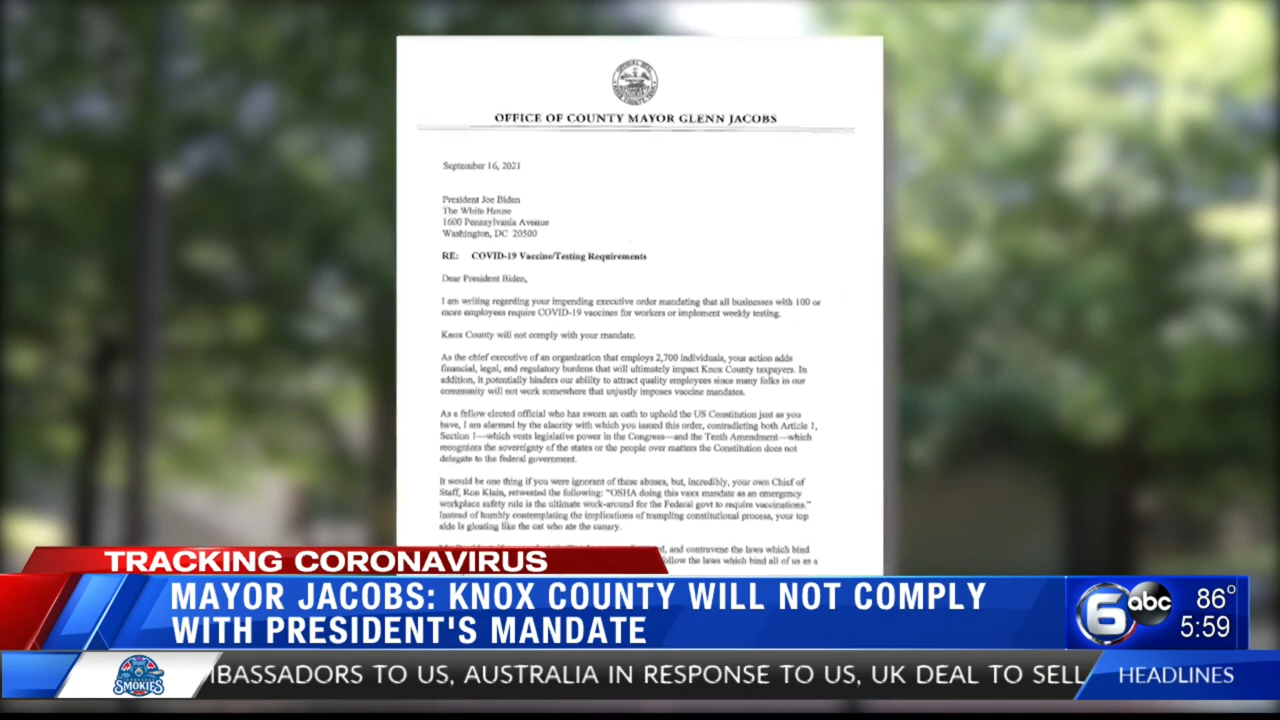 OFFICE OF COUNTY MAYOR GLENN JACOBS
September 16, 2021
President Joe Biden
The White House
1600 Pennsylvania Avenue
Washington, DC 20500
RE: COVID-19 Vaccine/Testing Requirements
Dear President Biden,
I am writing regarding your impending executive order mandating that all businesses with 100 or
more employees require COVID-19 vaccines for workers or implement weekly testing.
Knox County will not comply with your mandate.
As the chief executive of an organization that employs 2,700 individuals, your action adds
financial, legal, and regulatory burdens that will ultimately impact Knox County taxpayers. In
addition, it potentially hinders our ability to attract quality employees since many folks in our
community will not work somewhere that unjustly imposes vaccine mandates.
As a fellow elected official who has sworn an oath to uphold the US Constitution just as you
have, I am alarmed by the alacrity with which you issued this order, contradicting both Article 1,
Section 1—which vests legislative power in the Congress—and the Tenth Amendment—which
recognizes the sovereignty of the states or the people over matters the Constitution does not
delegate to the federal government.
It would be one thing if you were ignorant of these abuses, but, incredibly, your own Chief of
Staff, Ron Klain, retweeted the following: "OSHA doing this vaxx mandate as an emergency
workplace safety rule is the ultimate work-around for the Federal govt to require vaccinations."
Instead of humbly contemplating the implications of trampling constitutional process, your top
aide is gloating like the cat who ate the canary.
and contravene the laws which bind
follow the laws which bind all of us as a
TRACKING CORONAVIRUS
MAYOR JACOBS: KNOX COUNTY WILL NOT COMPLY
WITH PRESIDENT'S MANDATE
6 abc 86°
5:59
SMOKIES
MBASSADORS TO US, AUSTRALIA IN RESPONSE TO US, UK DEAL TO SELL
HEADLINES